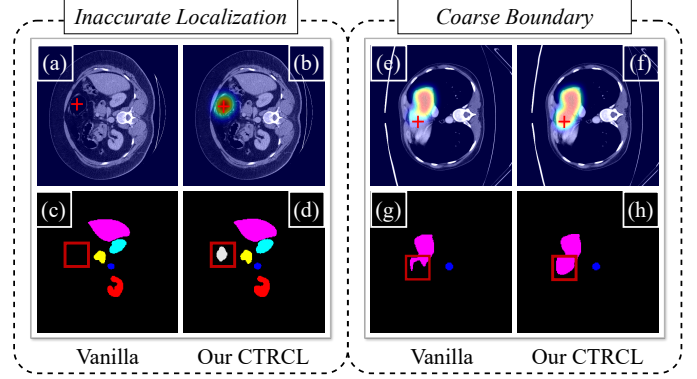 Inaccurate Localization
Coarse Boundary
(a)
(b)
(e)
(f)
(c)
(d)
(g)
(h)
Vanilla
Our CTRCL
Vanilla
Our CTRCL